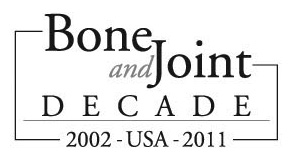 Bone
and Joint
DECADE
2002 - USA - 2011